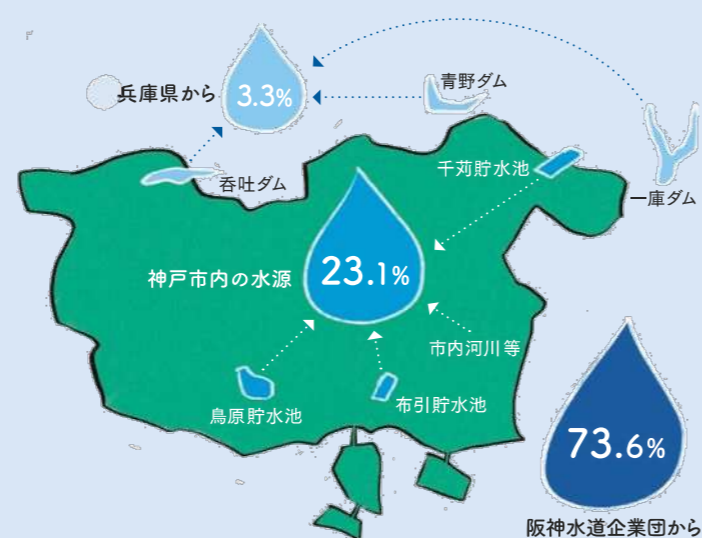 青野ダム
兵庫県から
3.3%
千苅貯水池
呑吐ダム
一庫ダム
神戸市内の水源
23.1%
市内河川等
烏原貯水池
布引貯水池
73.6%
阪神水道企業団から